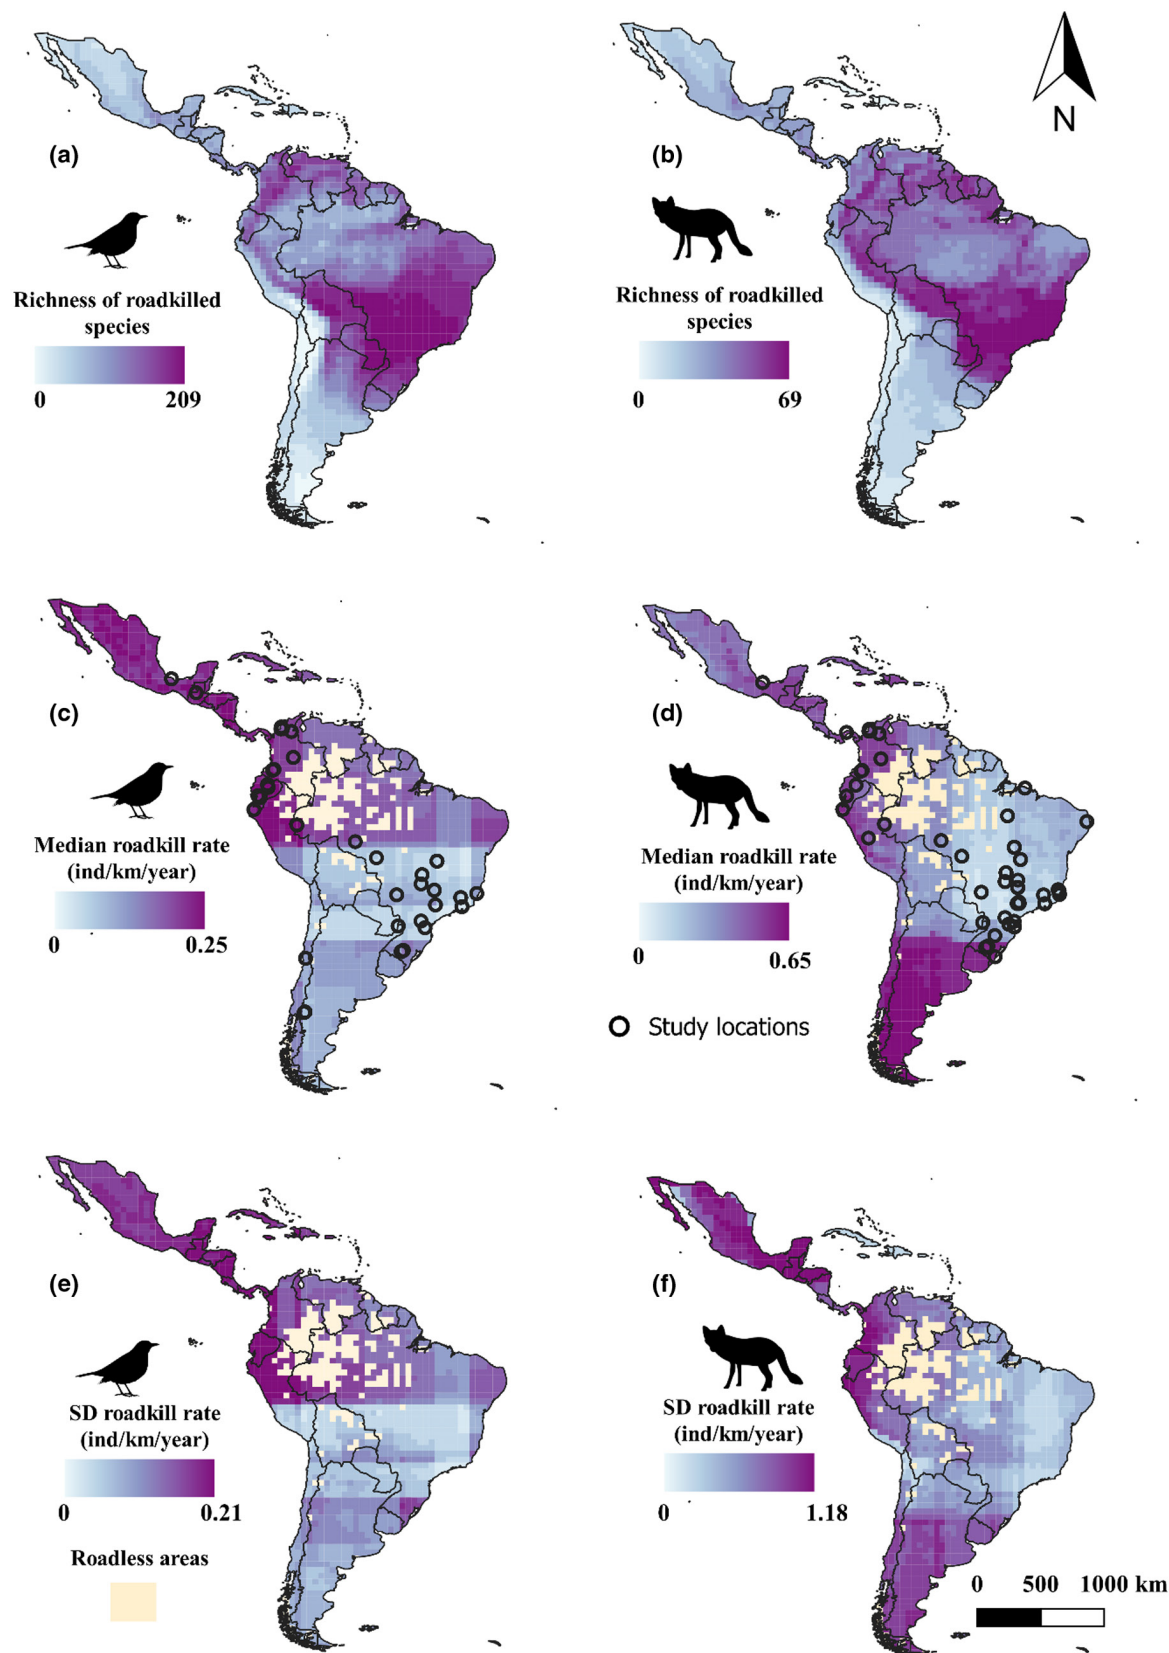 N
(a)
(b)
Richness of roadkilled
species
0
209
Richness of roadkilled
species
0
69
(c)
(d)
Median roadkill rate
(ind/km/year)
0
0.25
Median roadkill rate
(ind/km/year)
0
0.65
Study locations
(e)
(f)
SD roadkill rate
(ind/km/year)
0
0.21
SD roadkill rate
(ind/km/year)
0
1.18
Roadless areas
0 500 1000 km